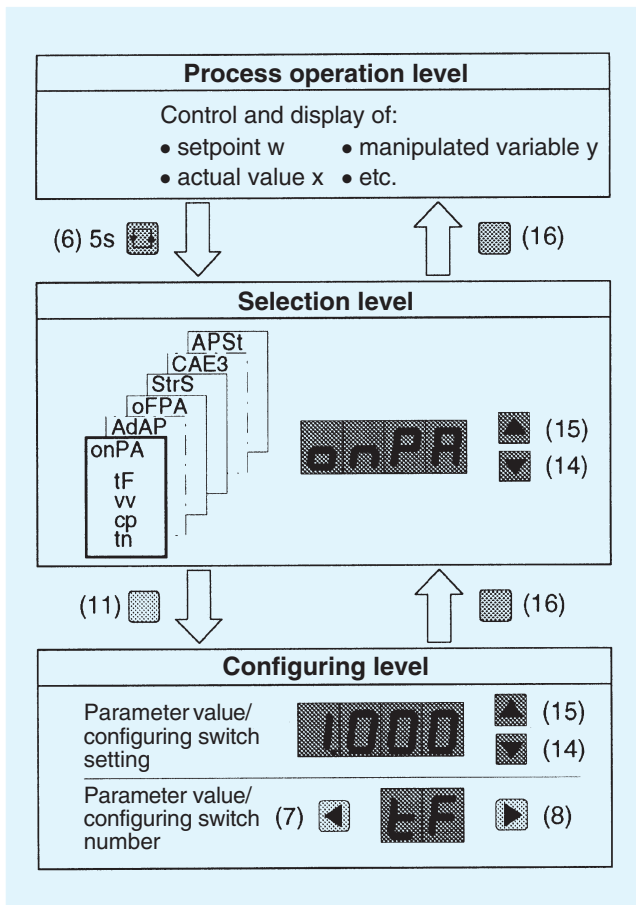 Process operation level
Control and display of:
• setpoint w • manipulated variable y
• actual value x • etc.
(6) 5s (16)
Selection level
APSt
CAE3
StrS
oFPA
AdAP
onPA
tF
vv
cp
tn
onPA
(15)
(14)
(11) (16)
Configuring level
Parameter value/
configuring switch
setting
1.000
(15)
(14)
Parameter value/
configuring switch
number
(7) tF (8)